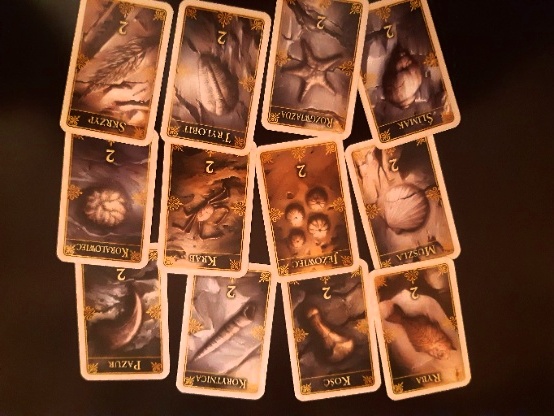 2
SKRZYP
2
TRYLOBIT
2
ROZGWIAZDA
2
ŚLIMAK
2
KORALOWIEC
2
KRAB
2
JEŻOWIEC
2
MUSZLA
2
PAZUR
2
KORYTNICA
2
KOŚĆ
2
RYBA